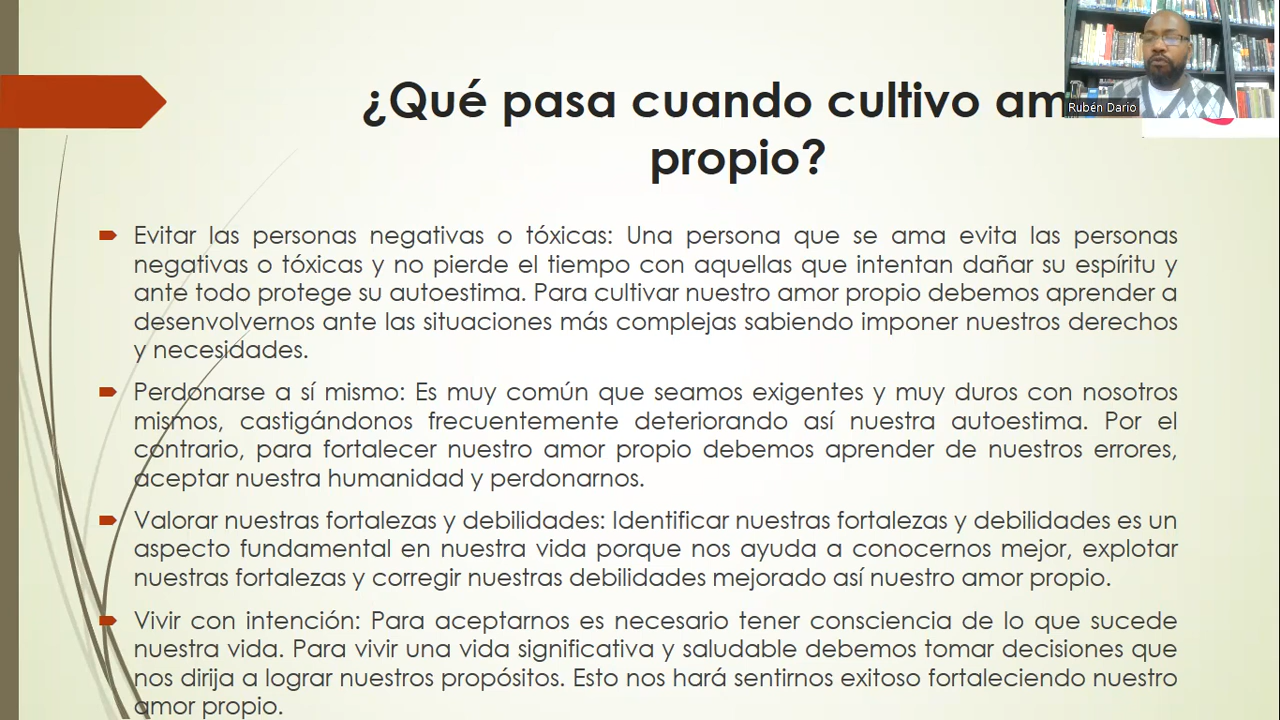 ¿Qué pasa cuando cultivo am
propio?
Rubén Dario
Evitar las personas negativas o tóxicas: Una persona que se ama evita las personas
negativas o tóxicas y no pierde el tiempo con aquellas que intentan dañar su espíritu y
ante todo protege su autoestima. Para cultivar nuestro amor propio debemos aprender a
desenvolvernos ante las situaciones más complejas sabiendo imponer nuestros derechos
y necesidades.
Perdonarse a sí mismo: Es muy común que seamos exigentes y muy duros con nosotros
mismos, castigándonos frecuentemente deteriorando así nuestra autoestima. Por el
contrario, para fortalecer nuestro amor propio debemos aprender de nuestros errores,
aceptar nuestra humanidad y perdonarnos.
Valorar nuestras fortalezas y debilidades: Identificar nuestras fortalezas y debilidades es un
aspecto fundamental en nuestra vida porque nos ayuda a conocernos mejor, explotar
nuestras fortalezas y corregir nuestras debilidades mejorado así nuestro amor propio.
Vivir con intención: Para aceptarnos es necesario tener consciencia de lo que sucede
nuestra vida. Para vivir una vida significativa y saludable debemos tomar decisiones que
nos dirija a lograr nuestros propósitos. Esto nos hará sentirnos exitoso fortaleciendo nuestro
amor propio.